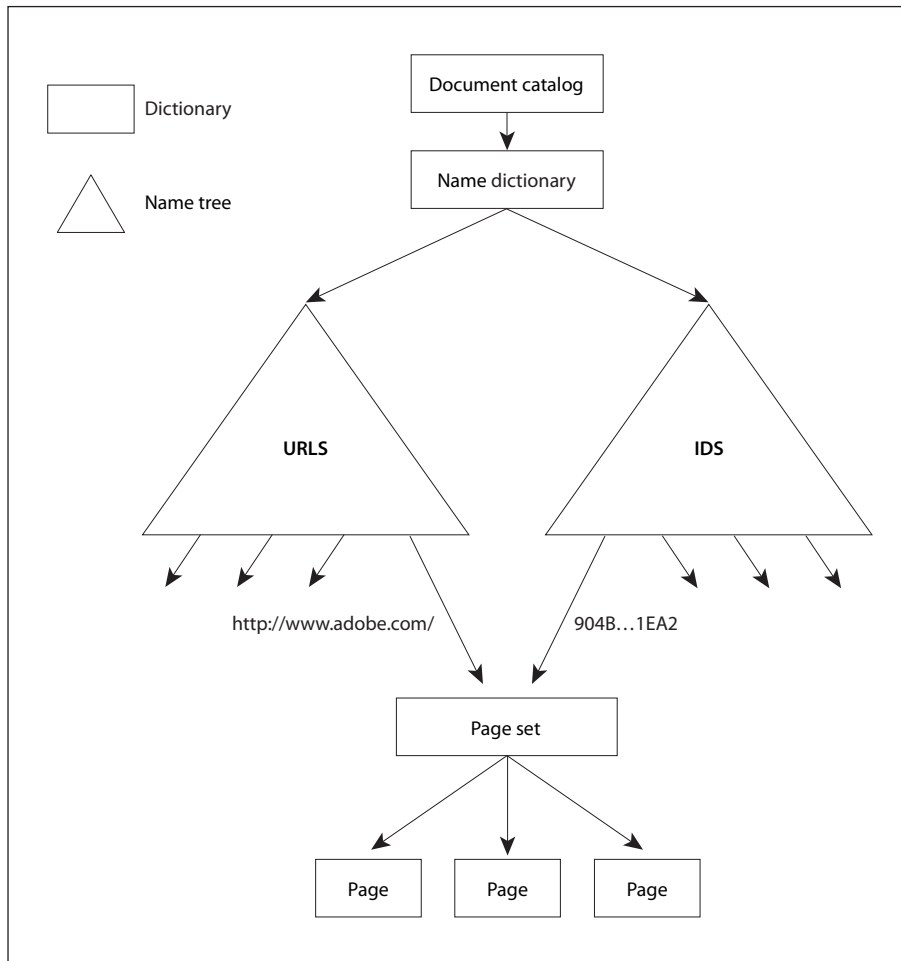 Document catalog
Dictionary
Name dictionary
Name tree
URLS
IDS
http://www.adobe.com/
904B…1EA2
Page set
Page
Page
Page